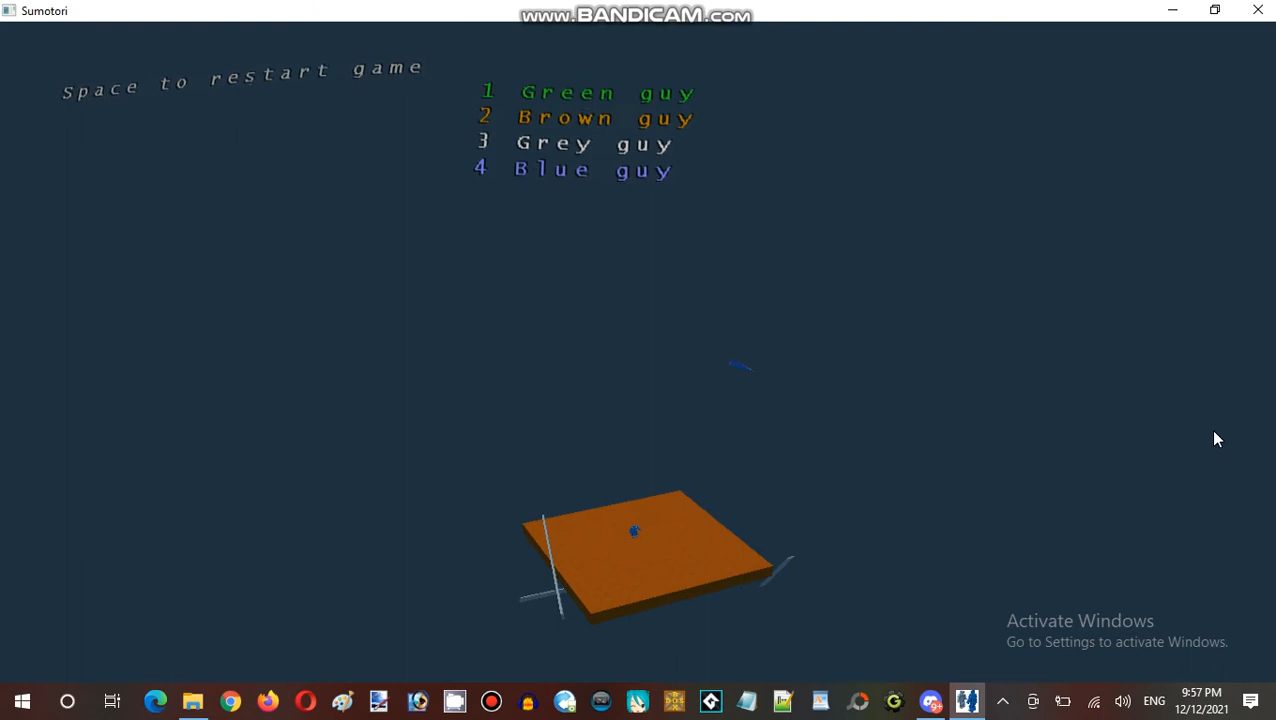 Sumotori
www.BANDICAM.com
Space to restart game
1 Green guy
2 Brown guy
3 Grey guy
4 Blue guy
Activate Windows
Go to Settings to activate Windows.
ENG
9:57 PM
12/12/2021